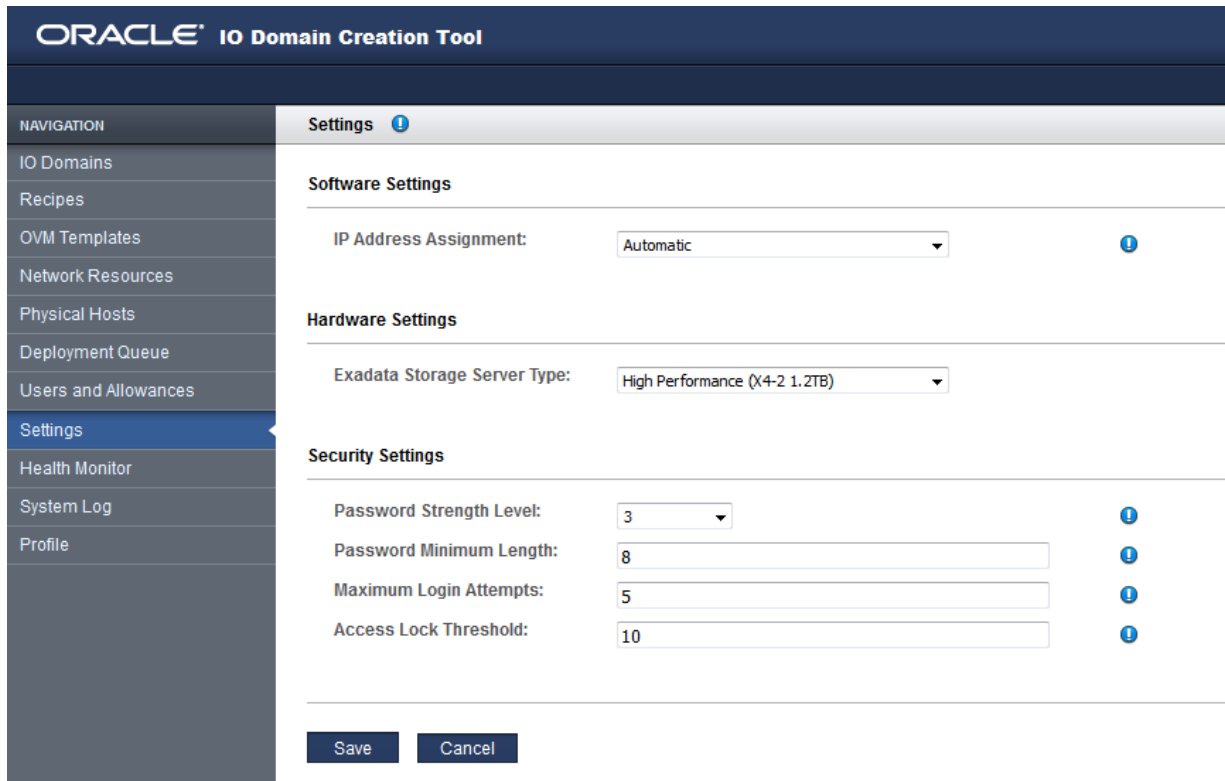 ORACLE® IO Domain Creation Tool
NAVIGATION
IO Domains
Recipes
OVM Templates
Network Resources
Physical Hosts
Deployment Queue
Users and Allowances
Settings
Health Monitor
System Log
Profile
Settings
Software Settings
IP Address Assignment: Automatic
Hardware Settings
Exadata Storage Server Type: High Performance (X4-2 1.2TB)
Security Settings
Password Strength Level: 3
Password Minimum Length: 8
Maximum Login Attempts: 5
Access Lock Threshold: 10
Save Cancel